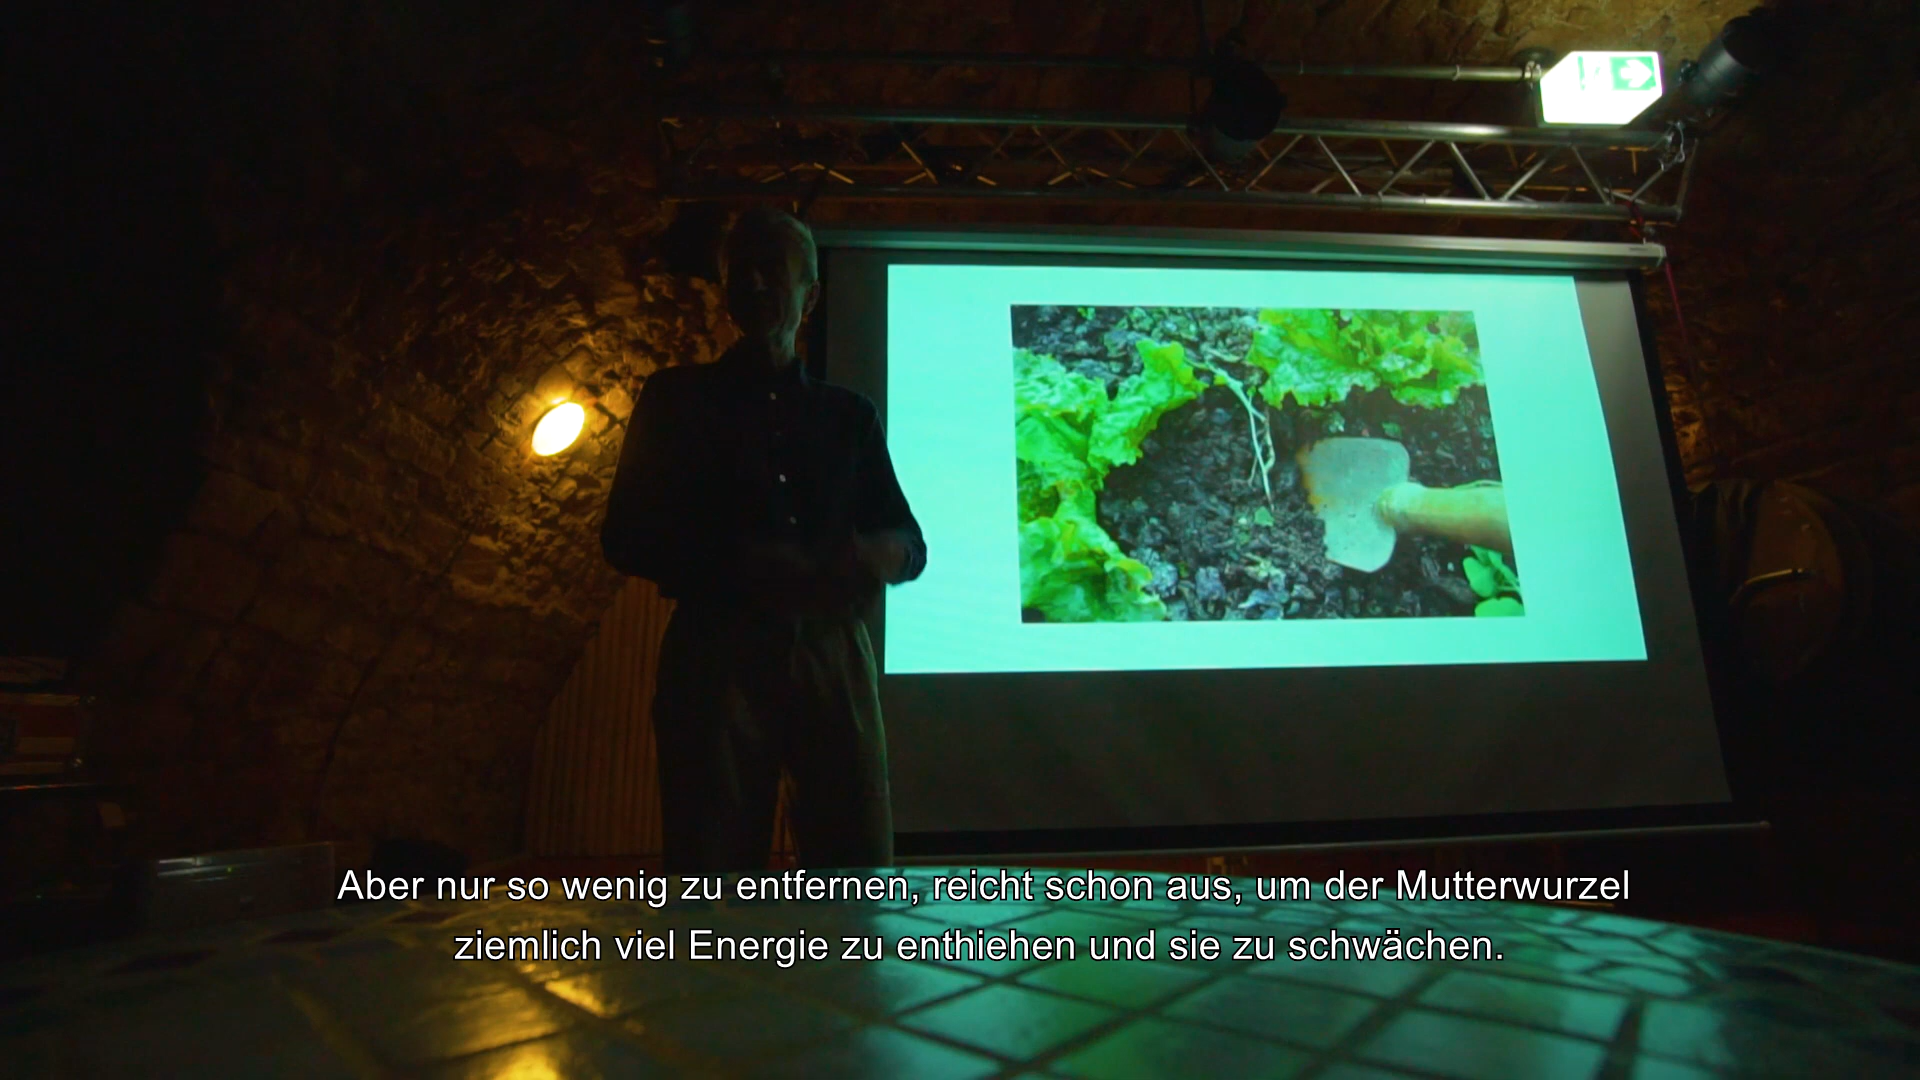 Aber nur so wenig zu entfernen, reicht schon aus, um der Mutterwurzel
ziemlich viel Energie zu enthiehen und sie zu schwächen.